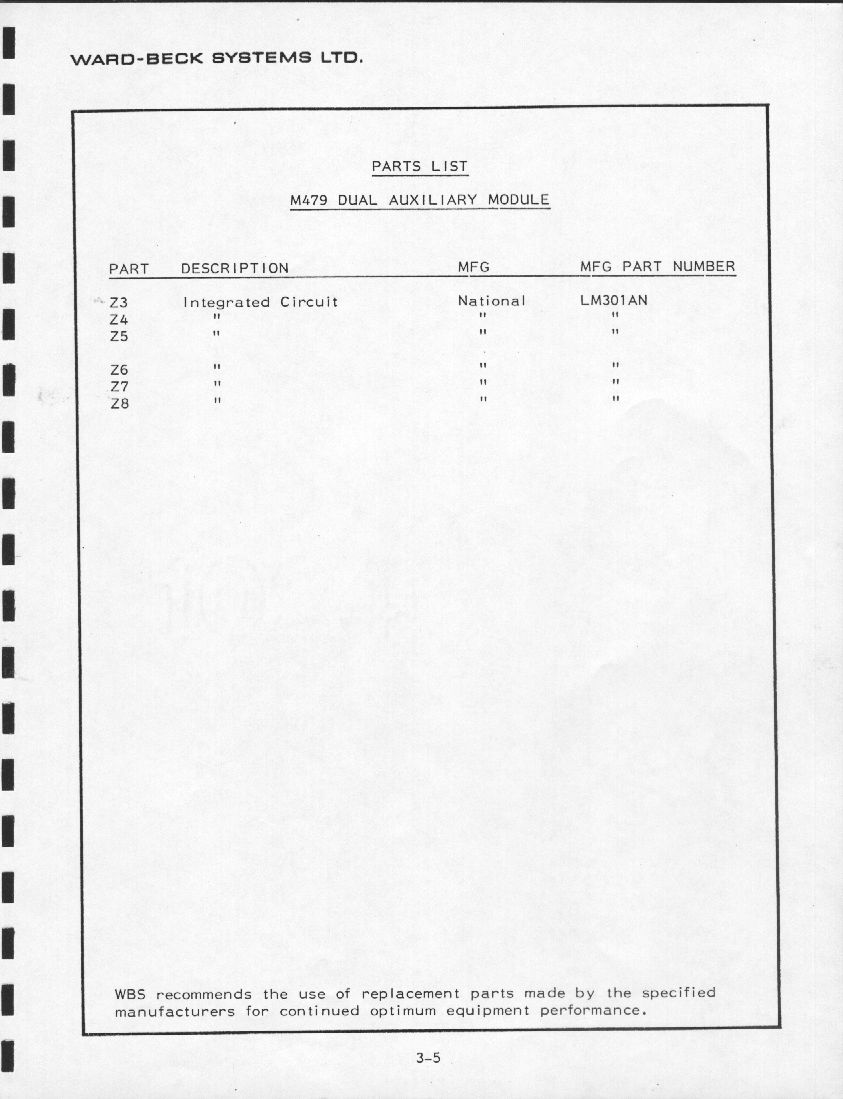 WARD-BECK SYSTEMS LTD.
PARTS LIST
M479 DUAL AUXILIARY MODULE
PART DESCRIPTION MFG MFG PART NUMBER
Z3 Integrated Circuit National LM301AN
Z4 " " "
Z5 " " "
Z6 " " "
Z7 " " "
Z8 " " "
WBS recommends the use of replacement parts made by the specified
manufacturers for continued optimum equipment performance.
3-5